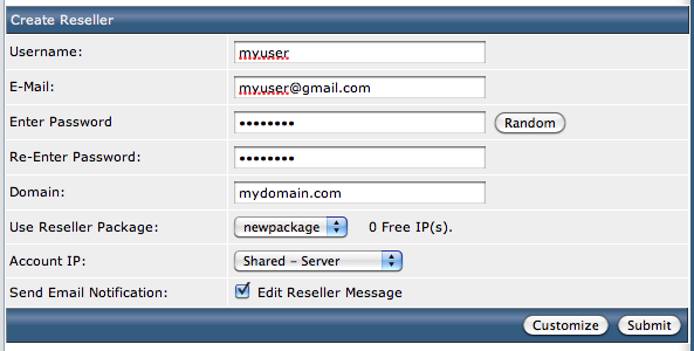 Create Reseller
Username: myuser
E-Mail: myuser@gmail.com
Enter Password •••••••• Random
Re-Enter Password: ••••••••
Domain: mydomain.com
Use Reseller Package: newpackage 0 Free IP(s).
Account IP: Shared - Server
Send Email Notification: Edit Reseller Message
Customize Submit